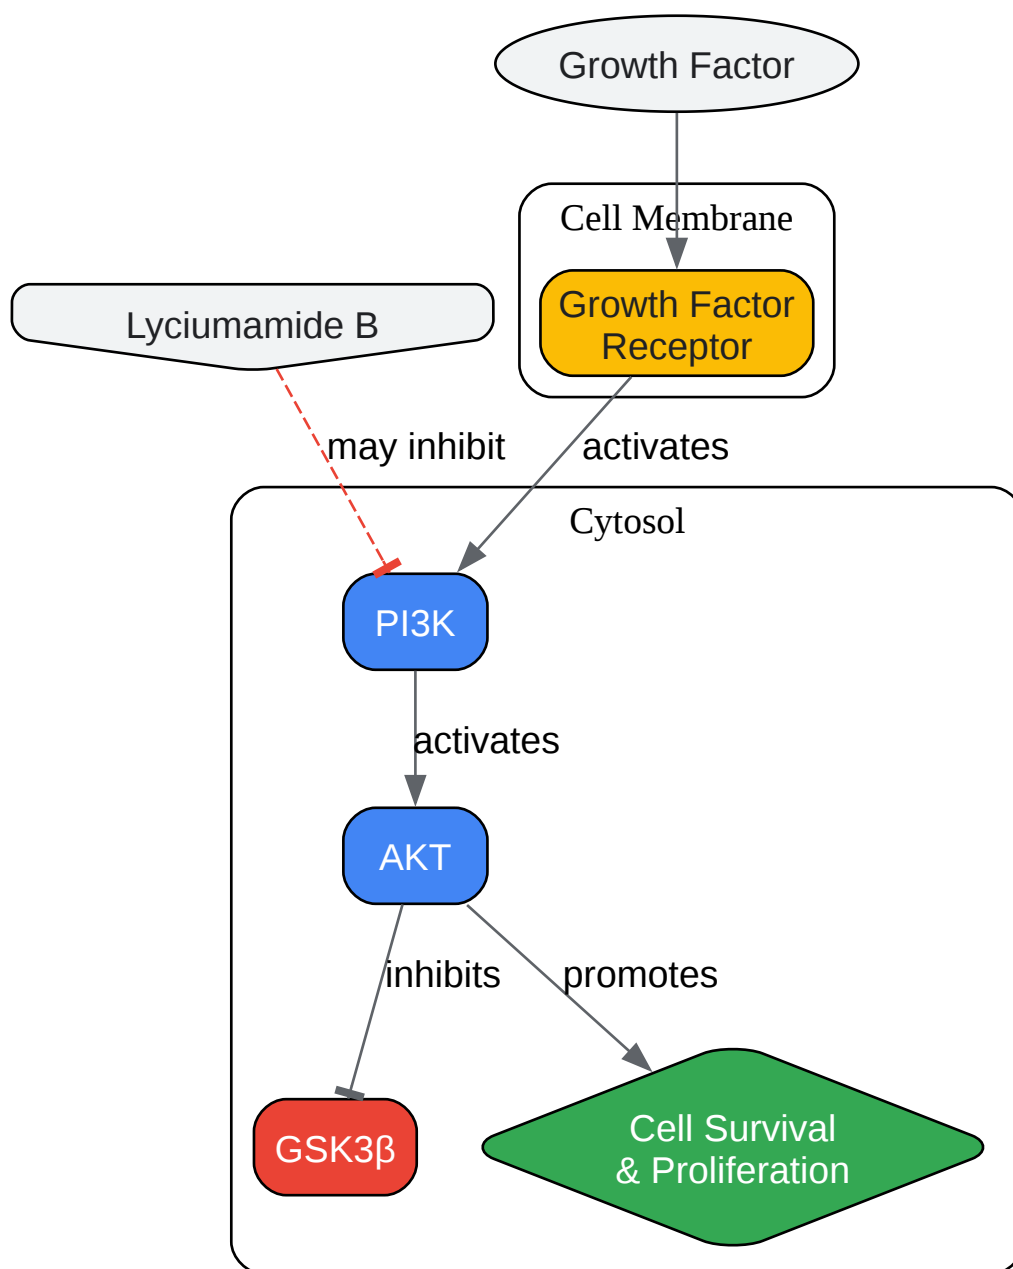 Growth Factor
Cell Membrane
Growth Factor
Receptor
Lyciumamide B
may inhibit
activates
Cytosol
PI3K
activates
AKT
inhibits
promotes
GSK3β
Cell Survival
& Proliferation